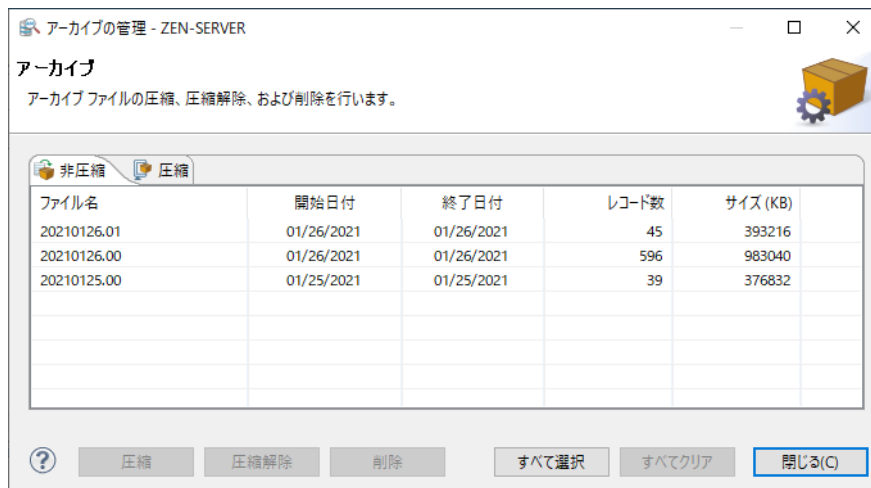 アーカイブの管理 - ZEN-SERVER
アーカイブ
アーカイブ ファイルの圧縮、圧縮解除、および削除を行います。
非圧縮 圧縮
ファイル名 開始日付 終了日付 レコード数 サイズ (KB)
20210126.01 01/26/2021 01/26/2021 45 393216
20210126.00 01/26/2021 01/26/2021 596 983040
20210125.00 01/25/2021 01/25/2021 39 376832
? 圧縮 圧縮解除 削除 すべて選択 すべてクリア 閉じる(C)